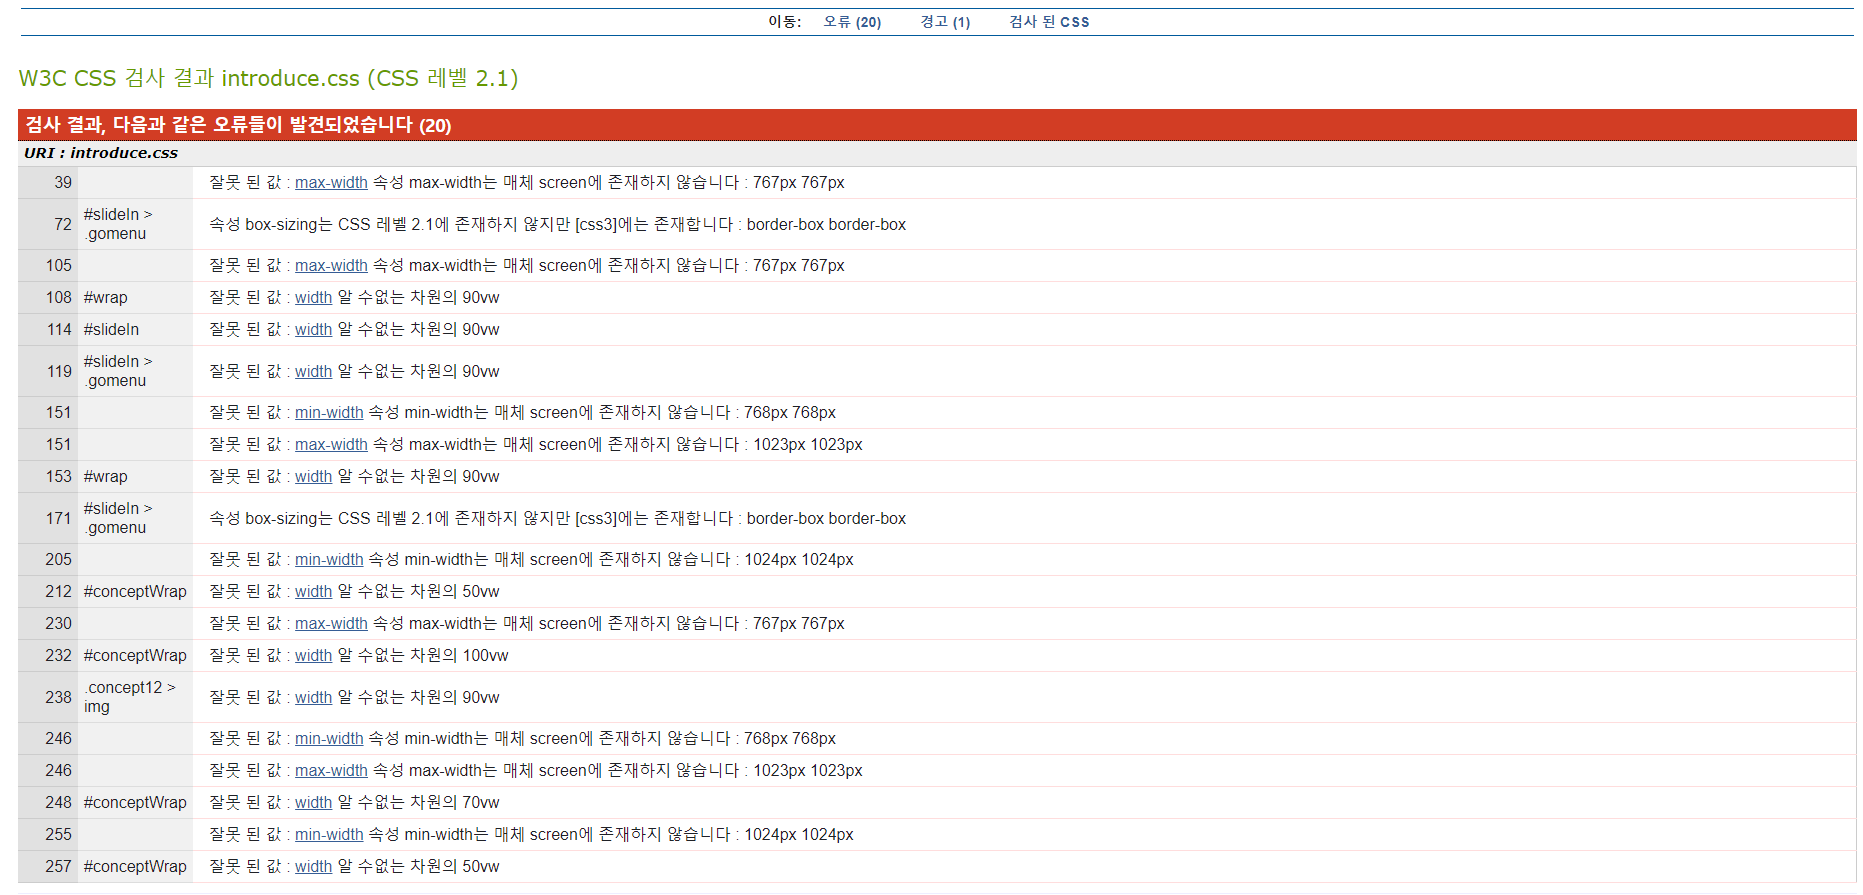 이동: 오류 (20) 경고 (1) 검사 된 CSS
W3C CSS 검사 결과 introduce.css (CSS 레벨 2.1)
검사 결과, 다음과 같은 오류들이 발견되었습니다 (20)
URI : introduce.css
39 잘못 된 값 : max-width 속성 max-width는 매체 screen에 존재하지 않습니다 : 767px 767px
72 #slideIn > .gomenu 속성 box-sizing는 CSS 레벨 2.1에 존재하지 않지만 [css3]에는 존재합니다 : border-box border-box
105 잘못 된 값 : max-width 속성 max-width는 매체 screen에 존재하지 않습니다 : 767px 767px
108 #wrap 잘못 된 값 : width 알 수없는 차원의 90vw
114 #slideIn 잘못 된 값 : width 알 수없는 차원의 90vw
119 #slideIn > .gomenu 잘못 된 값 : width 알 수없는 차원의 90vw
151 잘못 된 값 : min-width 속성 min-width는 매체 screen에 존재하지 않습니다 : 768px 768px
151 잘못 된 값 : max-width 속성 max-width는 매체 screen에 존재하지 않습니다 : 1023px 1023px
153 #wrap 잘못 된 값 : width 알 수없는 차원의 90vw
171 #slideIn > .gomenu 속성 box-sizing는 CSS 레벨 2.1에 존재하지 않지만 [css3]에는 존재합니다 : border-box border-box
205 잘못 된 값 : min-width 속성 min-width는 매체 screen에 존재하지 않습니다 : 1024px 1024px
212 #conceptWrap 잘못 된 값 : width 알 수없는 차원의 50vw
230 잘못 된 값 : max-width 속성 max-width는 매체 screen에 존재하지 않습니다 : 767px 767px
232 #conceptWrap 잘못 된 값 : width 알 수없는 차원의 100vw
238 .concept12 > img 잘못 된 값 : width 알 수없는 차원의 90vw
246 잘못 된 값 : min-width 속성 min-width는 매체 screen에 존재하지 않습니다 : 768px 768px
246 잘못 된 값 : max-width 속성 max-width는 매체 screen에 존재하지 않습니다 : 1023px 1023px
248 #conceptWrap 잘못 된 값 : width 알 수없는 차원의 70vw
255 잘못 된 값 : min-width 속성 min-width는 매체 screen에 존재하지 않습니다 : 1024px 1024px
257 #conceptWrap 잘못 된 값 : width 알 수없는 차원의 50vw